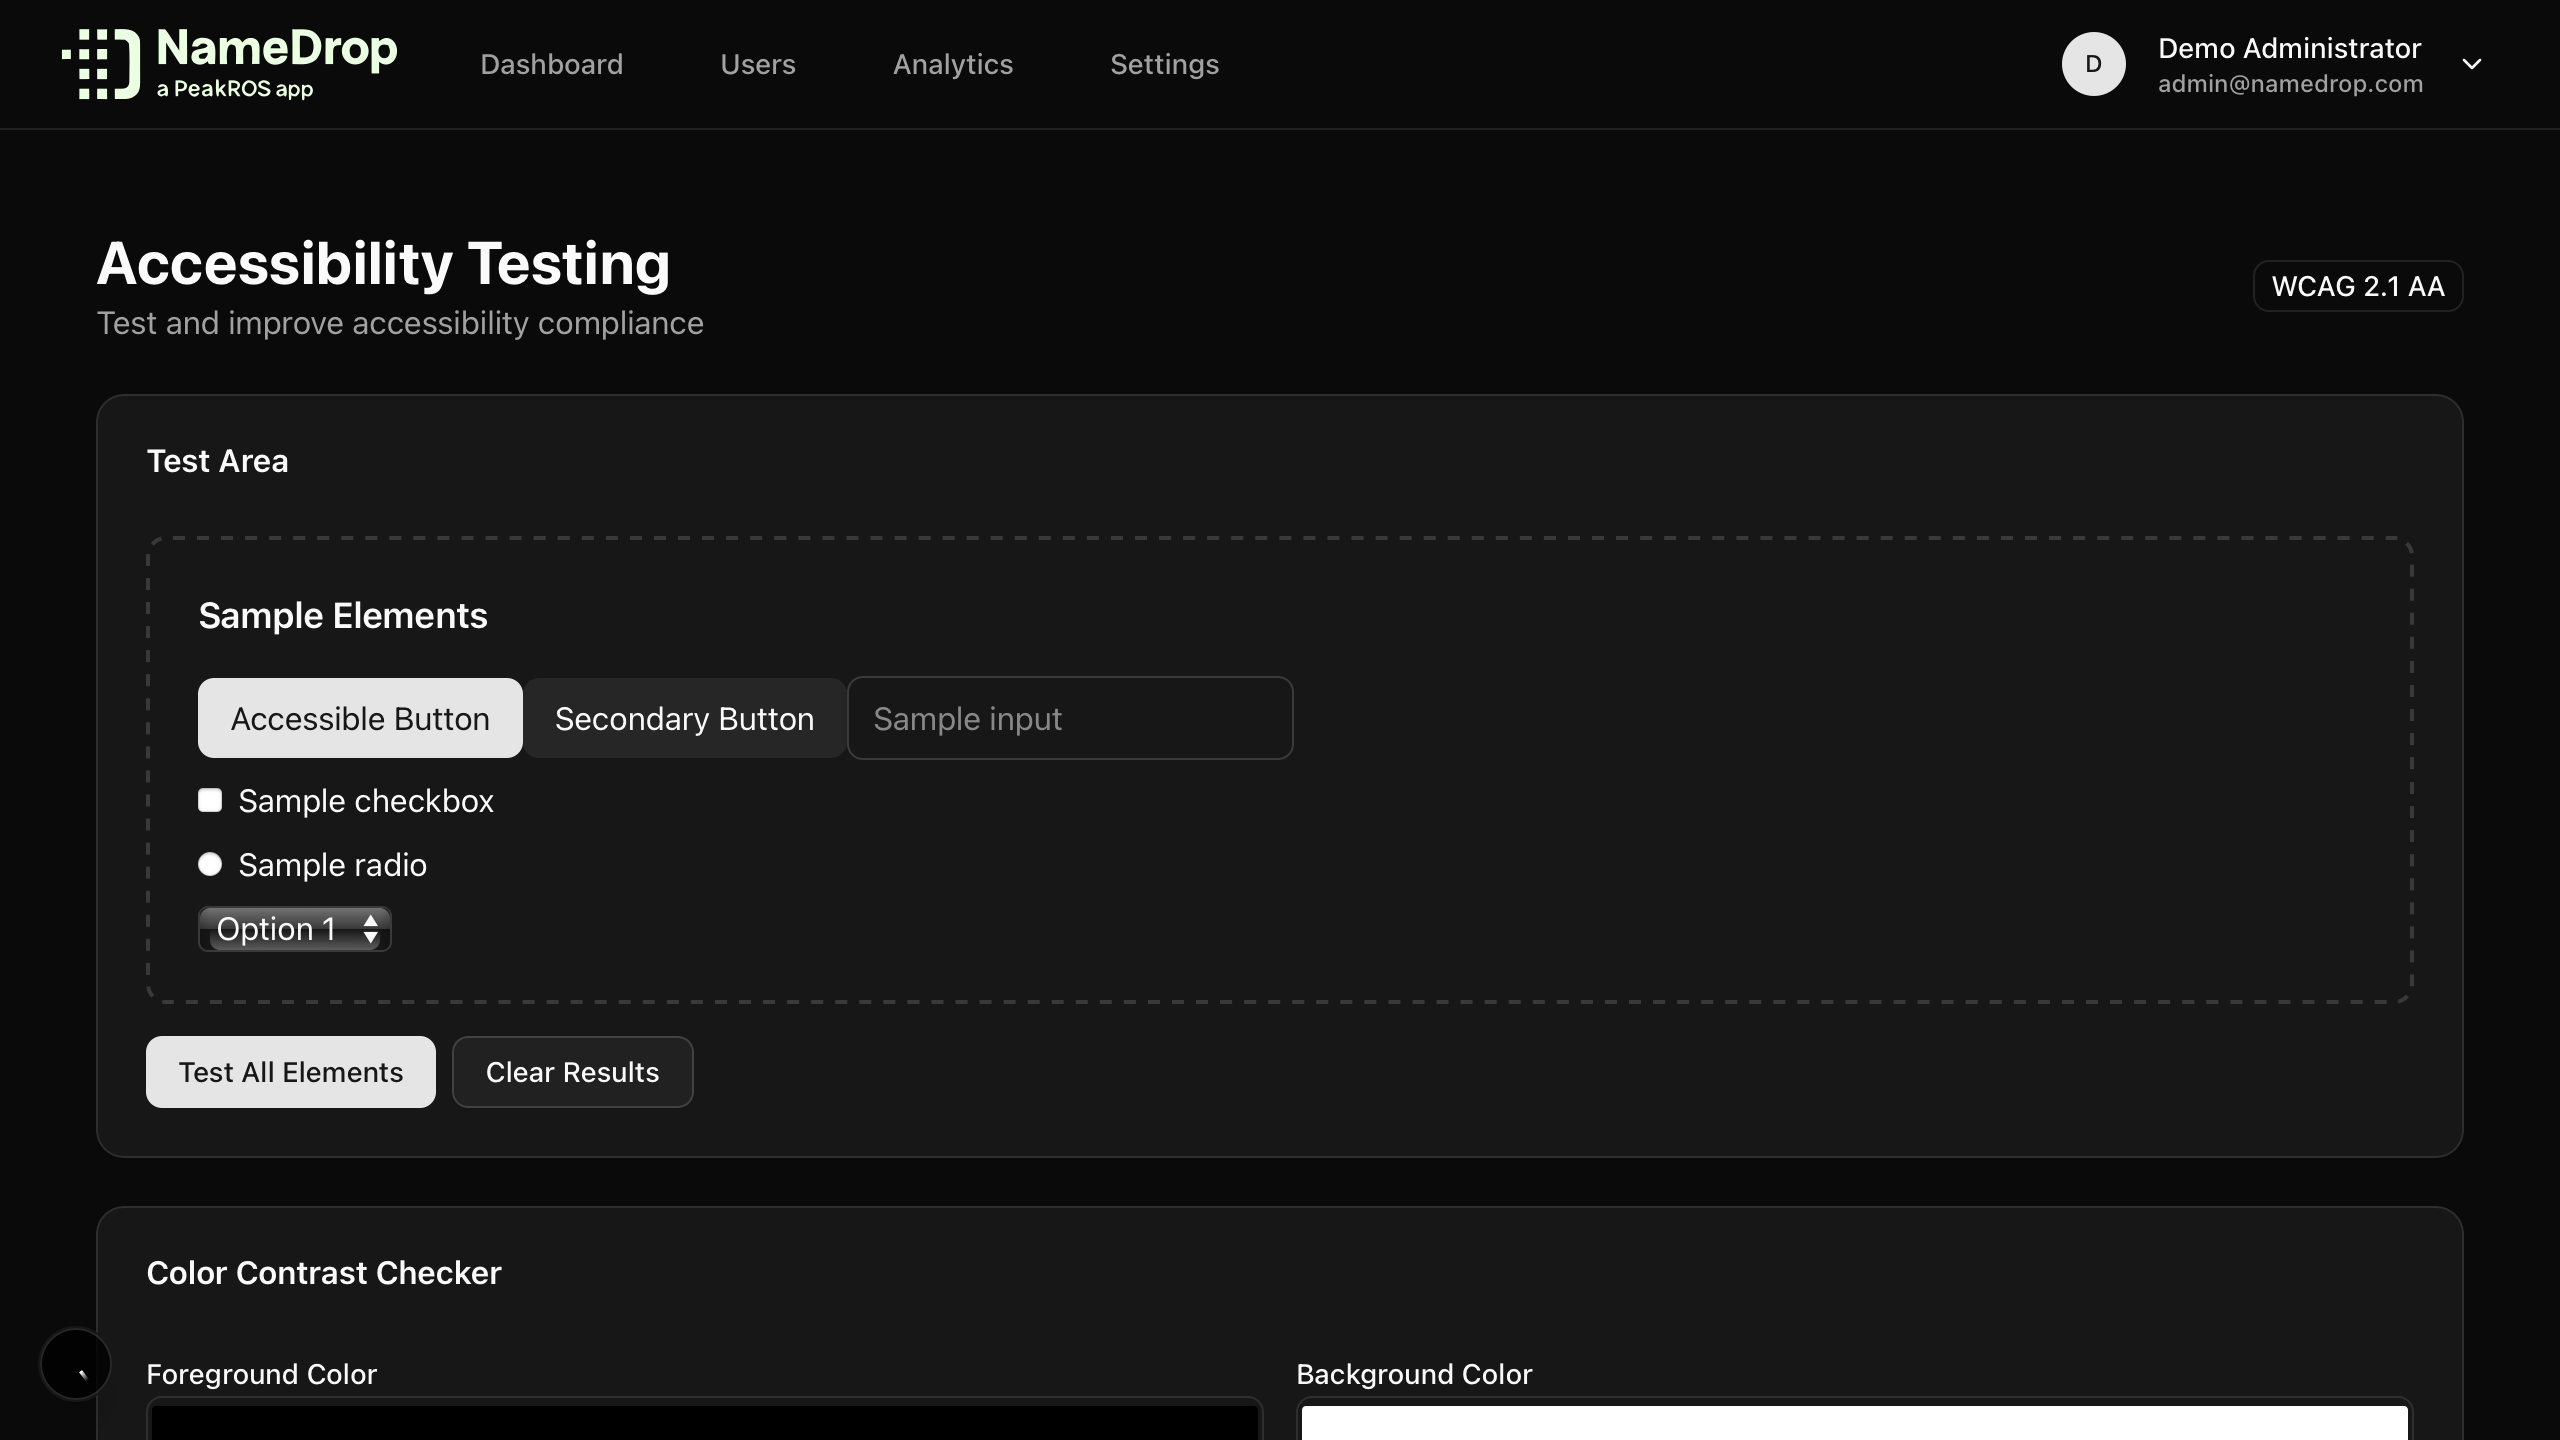 NameDrop
a PeakROS app
Dashboard
Users
Analytics
Settings
D
Demo Administrator
admin@namedrop.com
Accessibility Testing
Test and improve accessibility compliance
WCAG 2.1 AA
Test Area
Sample Elements
Accessible Button
Secondary Button
Sample input
Sample checkbox
Sample radio
Option 1
Test All Elements
Clear Results
Color Contrast Checker
Foreground Color
Background Color